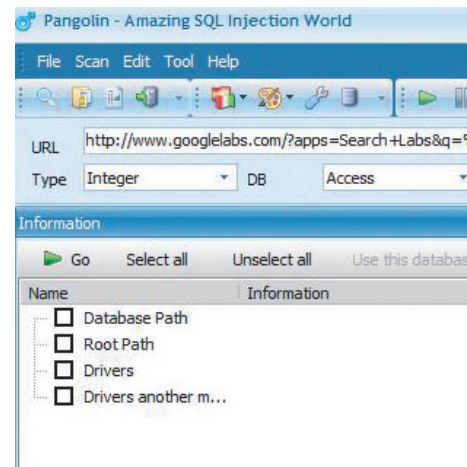 Pangolin - Amazing SQL Injection World
File Scan Edit Tool Help
URL http://www.googlelabs.com/?apps=Search+Labs&q=
Type Integer DB Access
Information
Go Select all Unselect all Use this databas
Name Information
Database Path
Root Path
Drivers
Drivers another m...